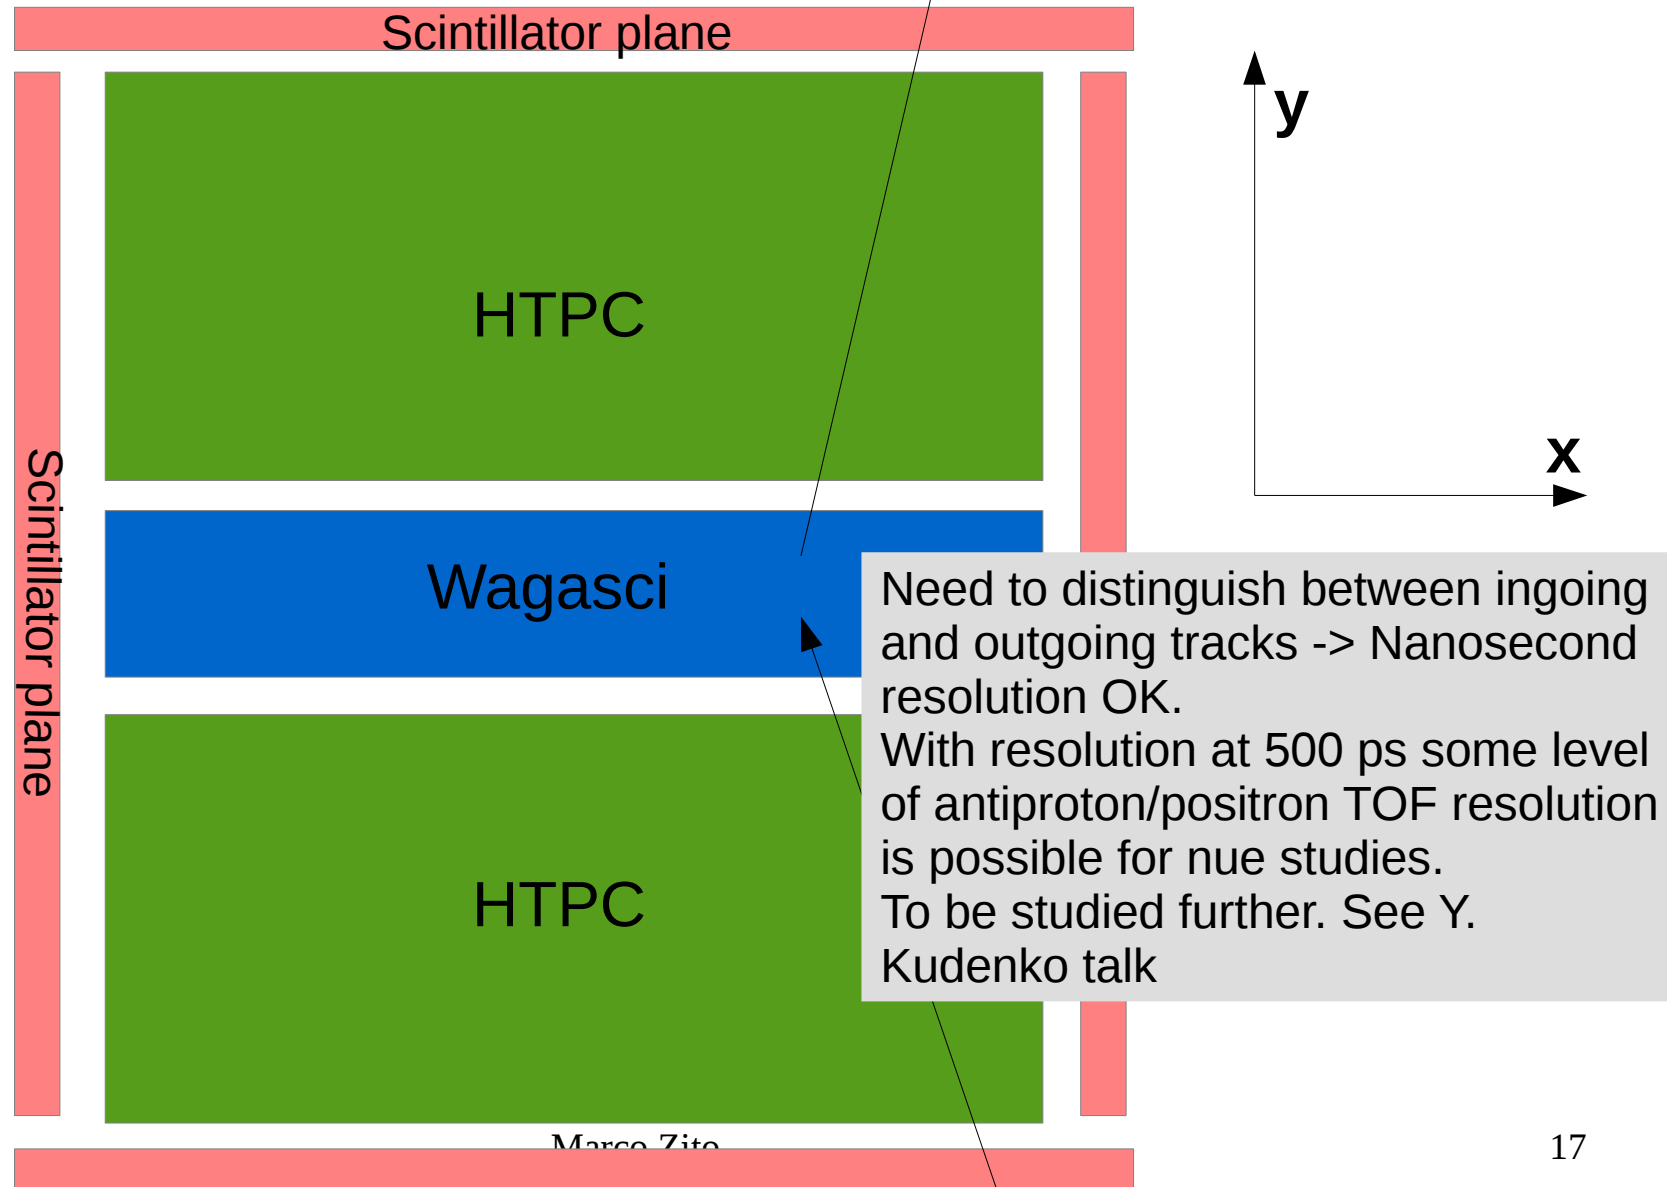 Scintillator plane
y
HTPC
x
Scintillator plane
Wagasci
Need to distinguish between ingoing
and outgoing tracks -> Nanosecond
resolution OK.
With resolution at 500 ps some level
of antiproton/positron TOF resolution
is possible for nue studies.
To be studied further. See Y.
Kudenko talk
HTPC
Marco Zito
17